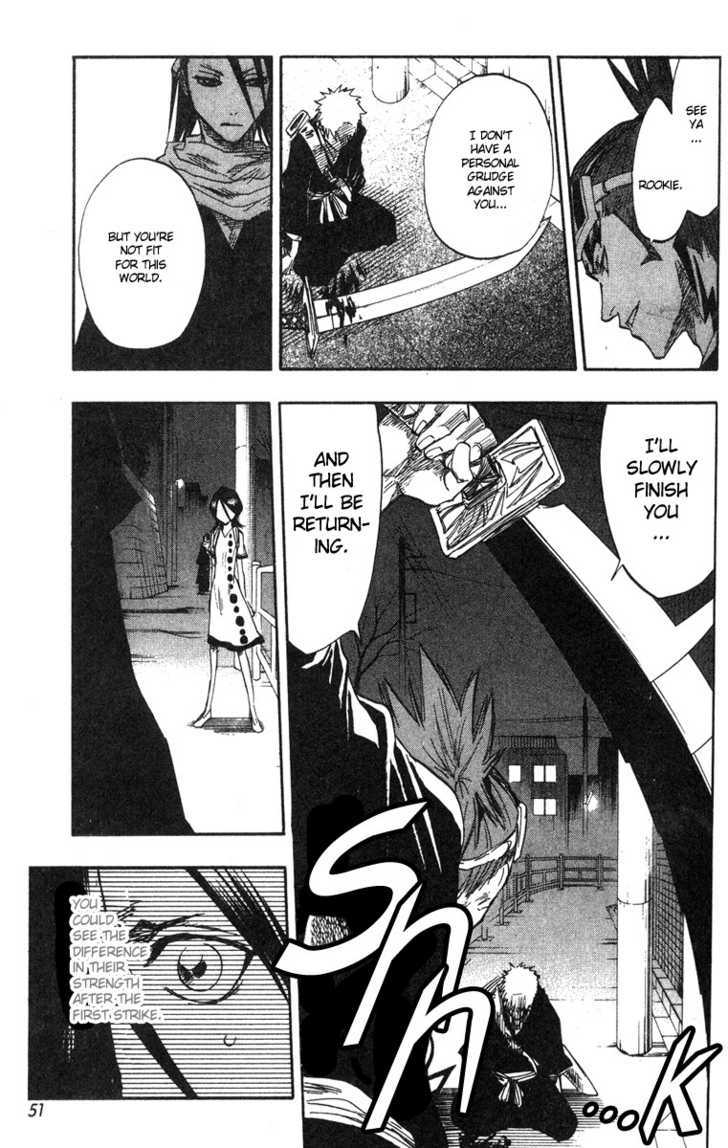 SEE
YA
...
ROOKIE.
I DON'T
HAVE A
PERSONAL
GRUDGE
AGAINST
YOU...
BUT YOU'RE
NOT FIT
FOR THIS
WORLD.
I'LL
SLOWLY
FINISH
YOU
...
AND
THEN
I'LL BE
RETURN-
ING.
SNN
oooK
YOU
COULD
SEE THE
DIFFERENCE
IN THEIR
STRENGTH
AFTER THE
FIRST STRIKE.
51